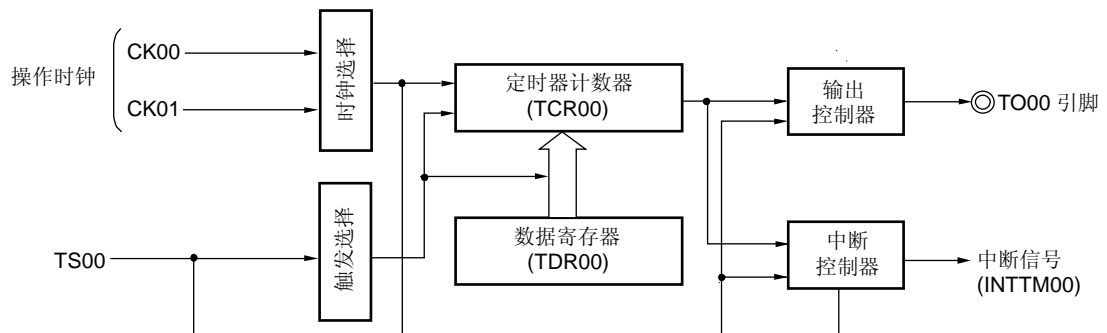 操作时钟
CK00
CK01
时钟选择
定时器计数器
(TCR00)
输出
控制器
TO00 引脚
TS00
触发选择
数据寄存器
(TDR00)
中断
控制器
中断信号
(INTTM00)